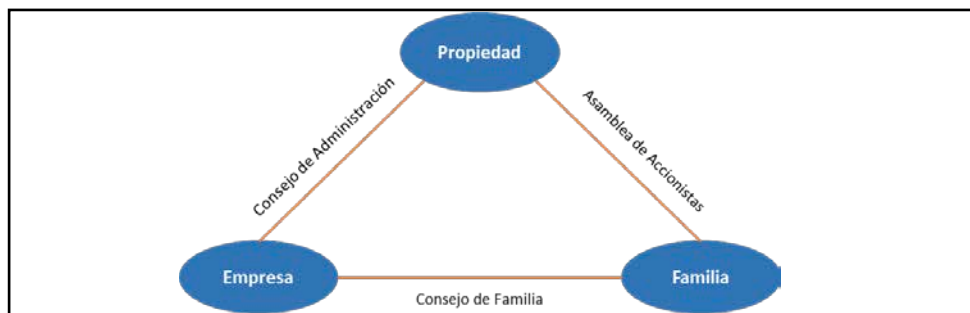 Propiedad
Consejo de Administración
Asamblea de Accionistas
Empresa
Familia
Consejo de Familia